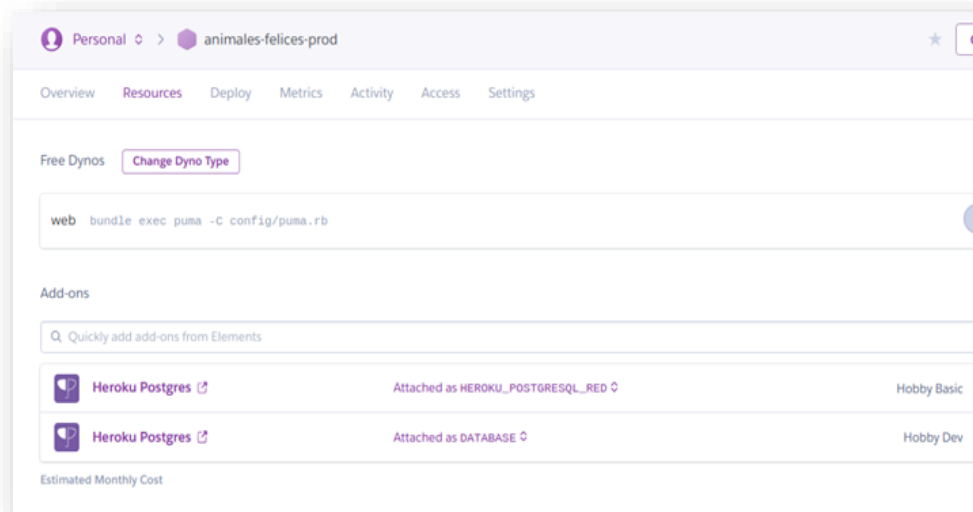 Personal > animales-felices-prod
Overview Resources Deploy Metrics Activity Access Settings
Free Dynos Change Dyno Type
web bundle exec puma -C config/puma.rb
Add-ons
Quickly add add-ons from Elements
Heroku Postgres Attached as HEROKU_POSTGRESQL_RED Hobby Basic
Heroku Postgres Attached as DATABASE Hobby Dev
Estimated Monthly Cost